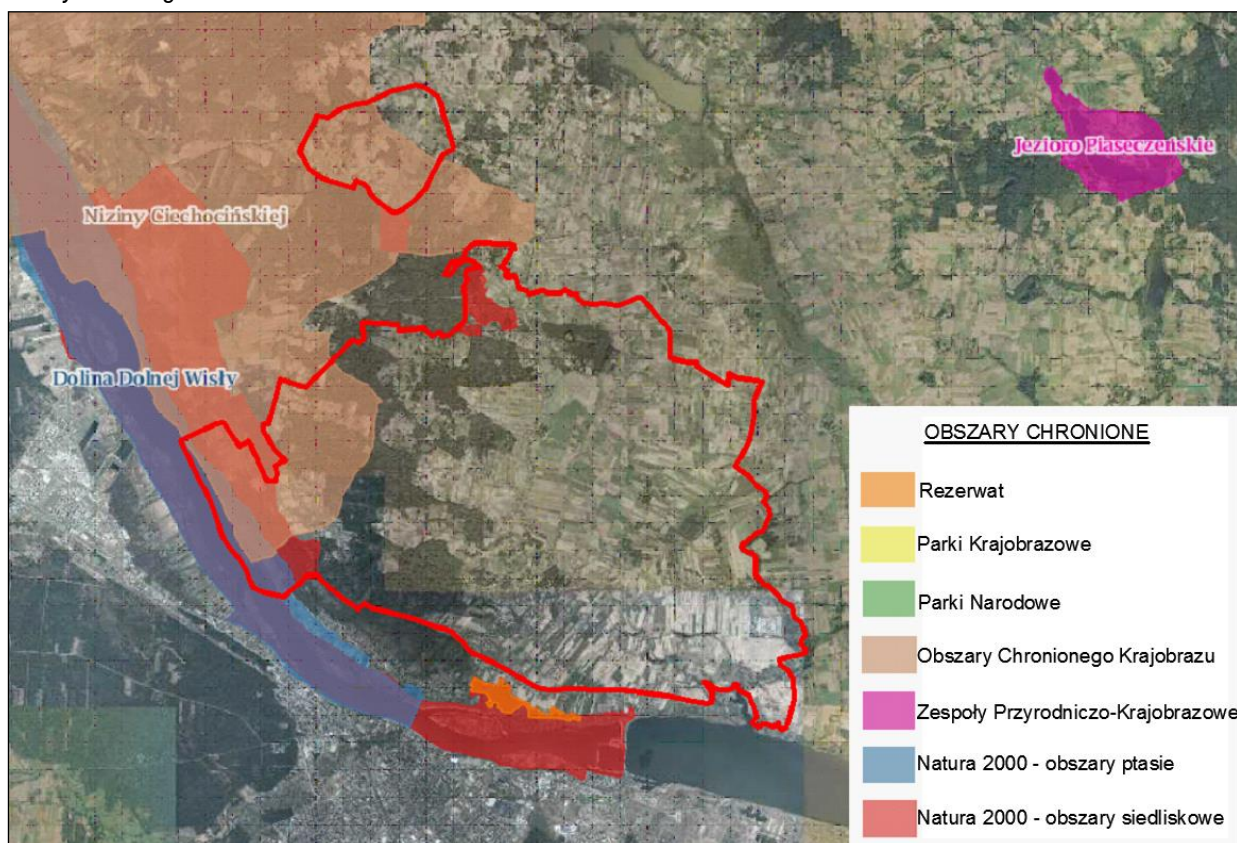 Jezioro Piaseczeńskie
Niziny Ciechocińskiej
Dolina Dolnej Wisły
OBSZARY CHRONIONE
Rezerwat
Parki Krajobrazowe
Parki Narodowe
Obszary Chronionego Krajobrazu
Zespoły Przyrodniczo-Krajobrazowe
Natura 2000 - obszary ptasie
Natura 2000 - obszary siedliskowe